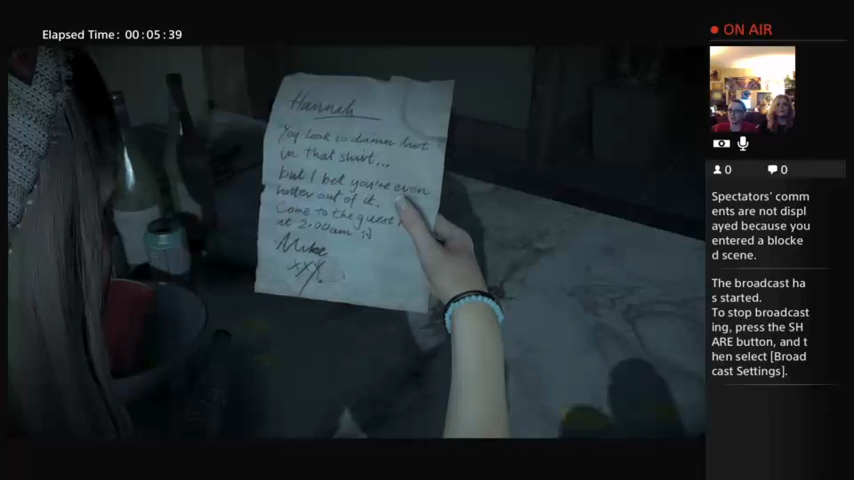 Elapsed Time: 00:05:39
Hannah
You look so damn hot
in that shirt...
but I bet you're even
hotter out of it.
Come to the guest
at 2.00am :)
Mike
xxx
ON AIR
0
0
Spectators' comm
ents are not displ
ayed because you
entered a blocke
d scene.
The broadcast ha
s started.
To stop broadcast
ing, press the SH
ARE button, and t
hen select [Broad
cast Settings].